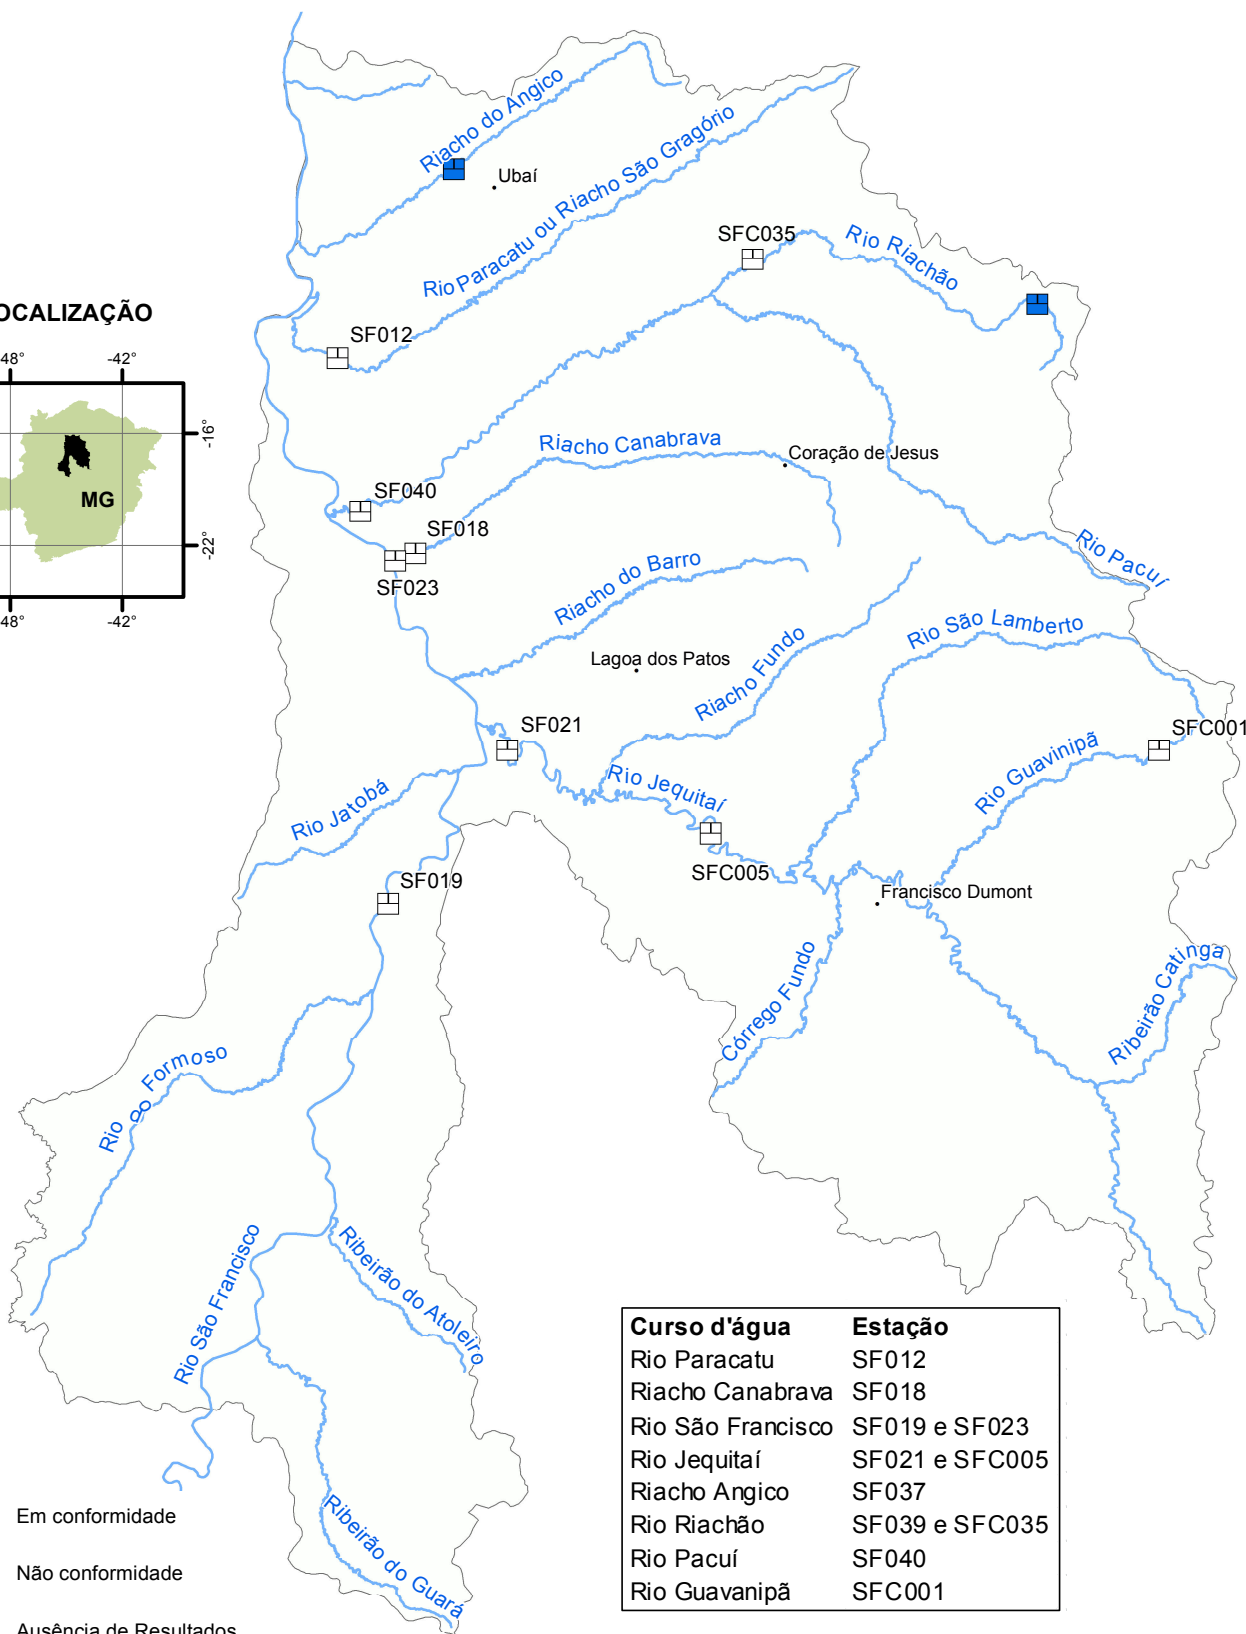 Riacho do Angico
Ubaí
Rio Paracatu ou Riacho São Gragório
SFC035
Rio Riachão
OCALIZAÇÃO
48°
-42°
SF012
-16°
MG
-22°
48°
-42°
Riacho Canabrava
Coração de Jesus
SF040
SF018
SF023
Rio Pacuí
Riacho do Barro
Rio São Lamberto
Lagoa dos Patos
Riacho Fundo
SF021
SFC001
Rio Guavinipã
Rio Jequitaí
Rio Jatobá
SFC005
SF019
Francisco Dumont
Córrego Fundo
Ribeirão Catinga
Rio do Formoso
Rio São Francisco
Ribeirão do Atoleiro
Ribeirão do Guará
Curso d'água Estação
Rio Paracatu SF012
Riacho Canabrava SF018
Rio São Francisco SF019 e SF023
Rio Jequitaí SF021 e SFC005
Riacho Angico SF037
Rio Riachão SF039 e SFC035
Rio Pacuí SF040
Rio Guavanipã SFC001
Em conformidade
Não conformidade
Ausência de Resultados